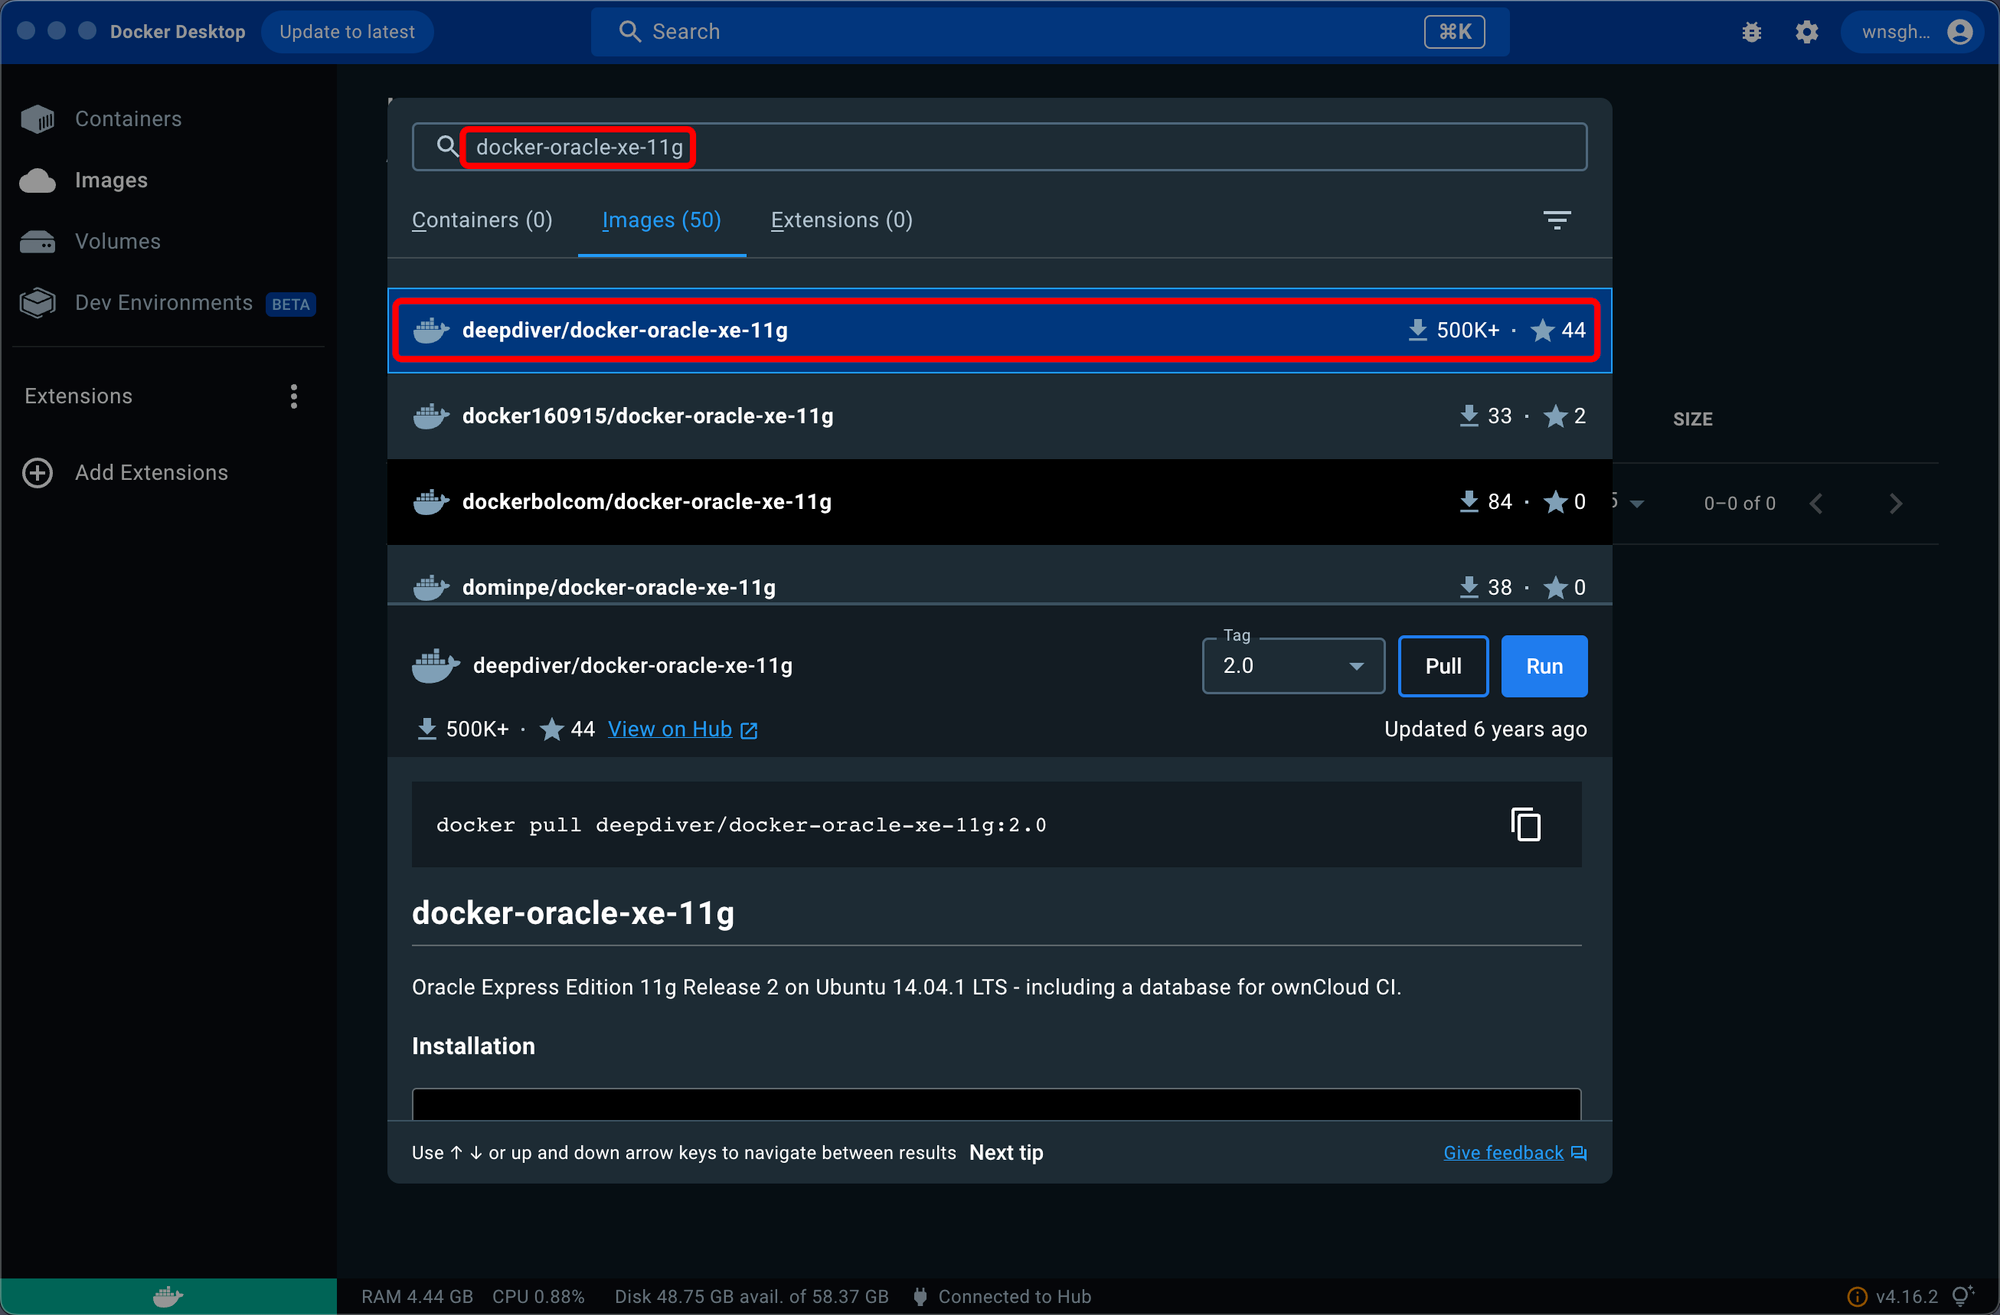 Docker Desktop
Update to latest
Search
⌘K
wnsgh...
Containers
Images
Volumes
Dev Environments BETA
Extensions
Add Extensions
docker-oracle-xe-11g
Containers (0)
Images (50)
Extensions (0)
deepdiver/docker-oracle-xe-11g 500K+ · 44
docker160915/docker-oracle-xe-11g 33 · 2
dockerbolcom/docker-oracle-xe-11g 84 · 0
dominpe/docker-oracle-xe-11g 38 · 0
SIZE
0–0 of 0
deepdiver/docker-oracle-xe-11g
Tag
2.0
Pull
Run
500K+ · 44 View on Hub
Updated 6 years ago
docker pull deepdiver/docker-oracle-xe-11g:2.0
docker-oracle-xe-11g
Oracle Express Edition 11g Release 2 on Ubuntu 14.04.1 LTS - including a database for ownCloud CI.
Installation
Use ↑ ↓ or up and down arrow keys to navigate between results Next tip
Give feedback
RAM 4.44 GB CPU 0.88% Disk 48.75 GB avail. of 58.37 GB Connected to Hub
v4.16.2